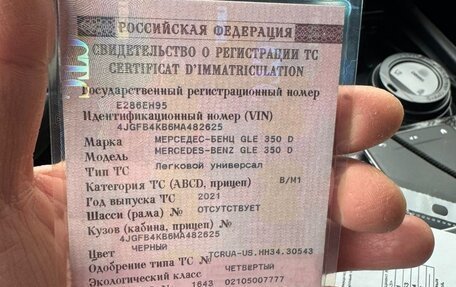 РОССИЙСКАЯ ФЕДЕРАЦИЯ
СВИДЕТЕЛЬСТВО О РЕГИСТРАЦИИ ТС
CERTIFICAT D'IMMATRICULATION
Государственный регистрационный номер
Е286ЕН95
Идентификационный номер (VIN)
4JGFB4KB6MA482625
Марка МЕРСЕДЕС-БЕНЦ GLE 350 D
Модель MERCEDES-BENZ GLE 350 D
Тип ТС Легковой универсал
Категория ТС (ABCD, прицеп) B/M1
Год выпуска ТС 2021
Шасси (рама) № ОТСУТСТВУЕТ
Кузов (кабина, прицеп) №
4JGFB4KB6MA482625
Цвет ЧЕРНЫЙ
Одобрение типа ТС №TCRUA-US.HH34.30543
Экологический класс ЧЕТВЕРТЫЙ
№ 1643 02105007777